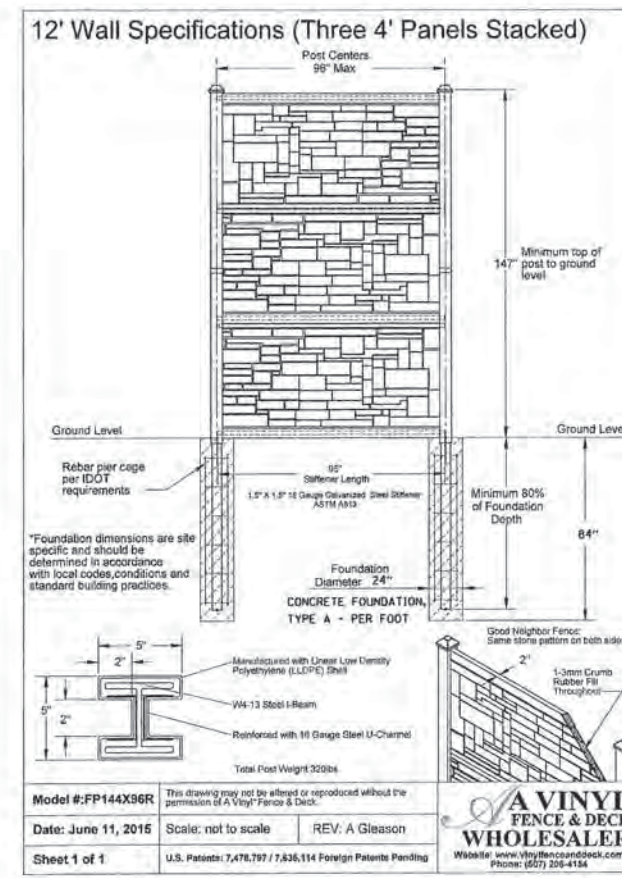 12' Wall Specifications (Three 4' Panels Stacked)
Post Centers
96" Max
147"
Minimum top of
post to ground
level
Ground Level
Ground Leve
Rebar pier cage
per IDOT
requirements
95"
Stiffener Length
1.5" X 1.5" 16 Gauge Galvanized Steel Stiffener
ASTM A513
Minimum 80%
of Foundation
Depth
84"
*Foundation dimensions are site
specific and should be
determined in accordance
with local codes,conditions and
standard building practices.
Foundation
Diameter 24"
CONCRETE FOUNDATION,
TYPE A - PER FOOT
Good Neighbor Fence:
Same stone pattern on both side
5"
2"
5"
2"
Manufactured with Linear Low Density
Polyethylene (LLDPE) Shell
W4-13 Steel I-Beam
Reinforced with 16 Gauge Steel U-Channel
Total Post Weight 320lbs
2"
1-3mm Crumb
Rubber Fill
Throughout
Model #:FP144X96R
This drawing may not be altered or reproduced without the
permission of A Vinyl Fence & Deck.
Date: June 11, 2015
Scale: not to scale
REV: A Gleason
Sheet 1 of 1
U.S. Patents: 7,478,797 / 7,635,114 Foreign Patents Pending
A VINYL
FENCE & DECK
WHOLESALER
Website: www.vinylfenceanddeck.com
Phone: (507) 206-4154